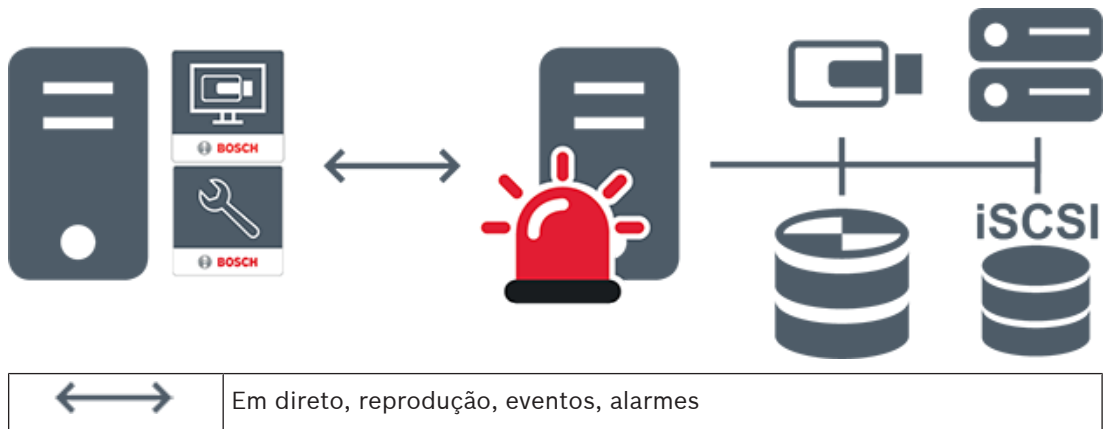 BOSCH
BOSCH
iSCSI
Em direto, reprodução, eventos, alarmes